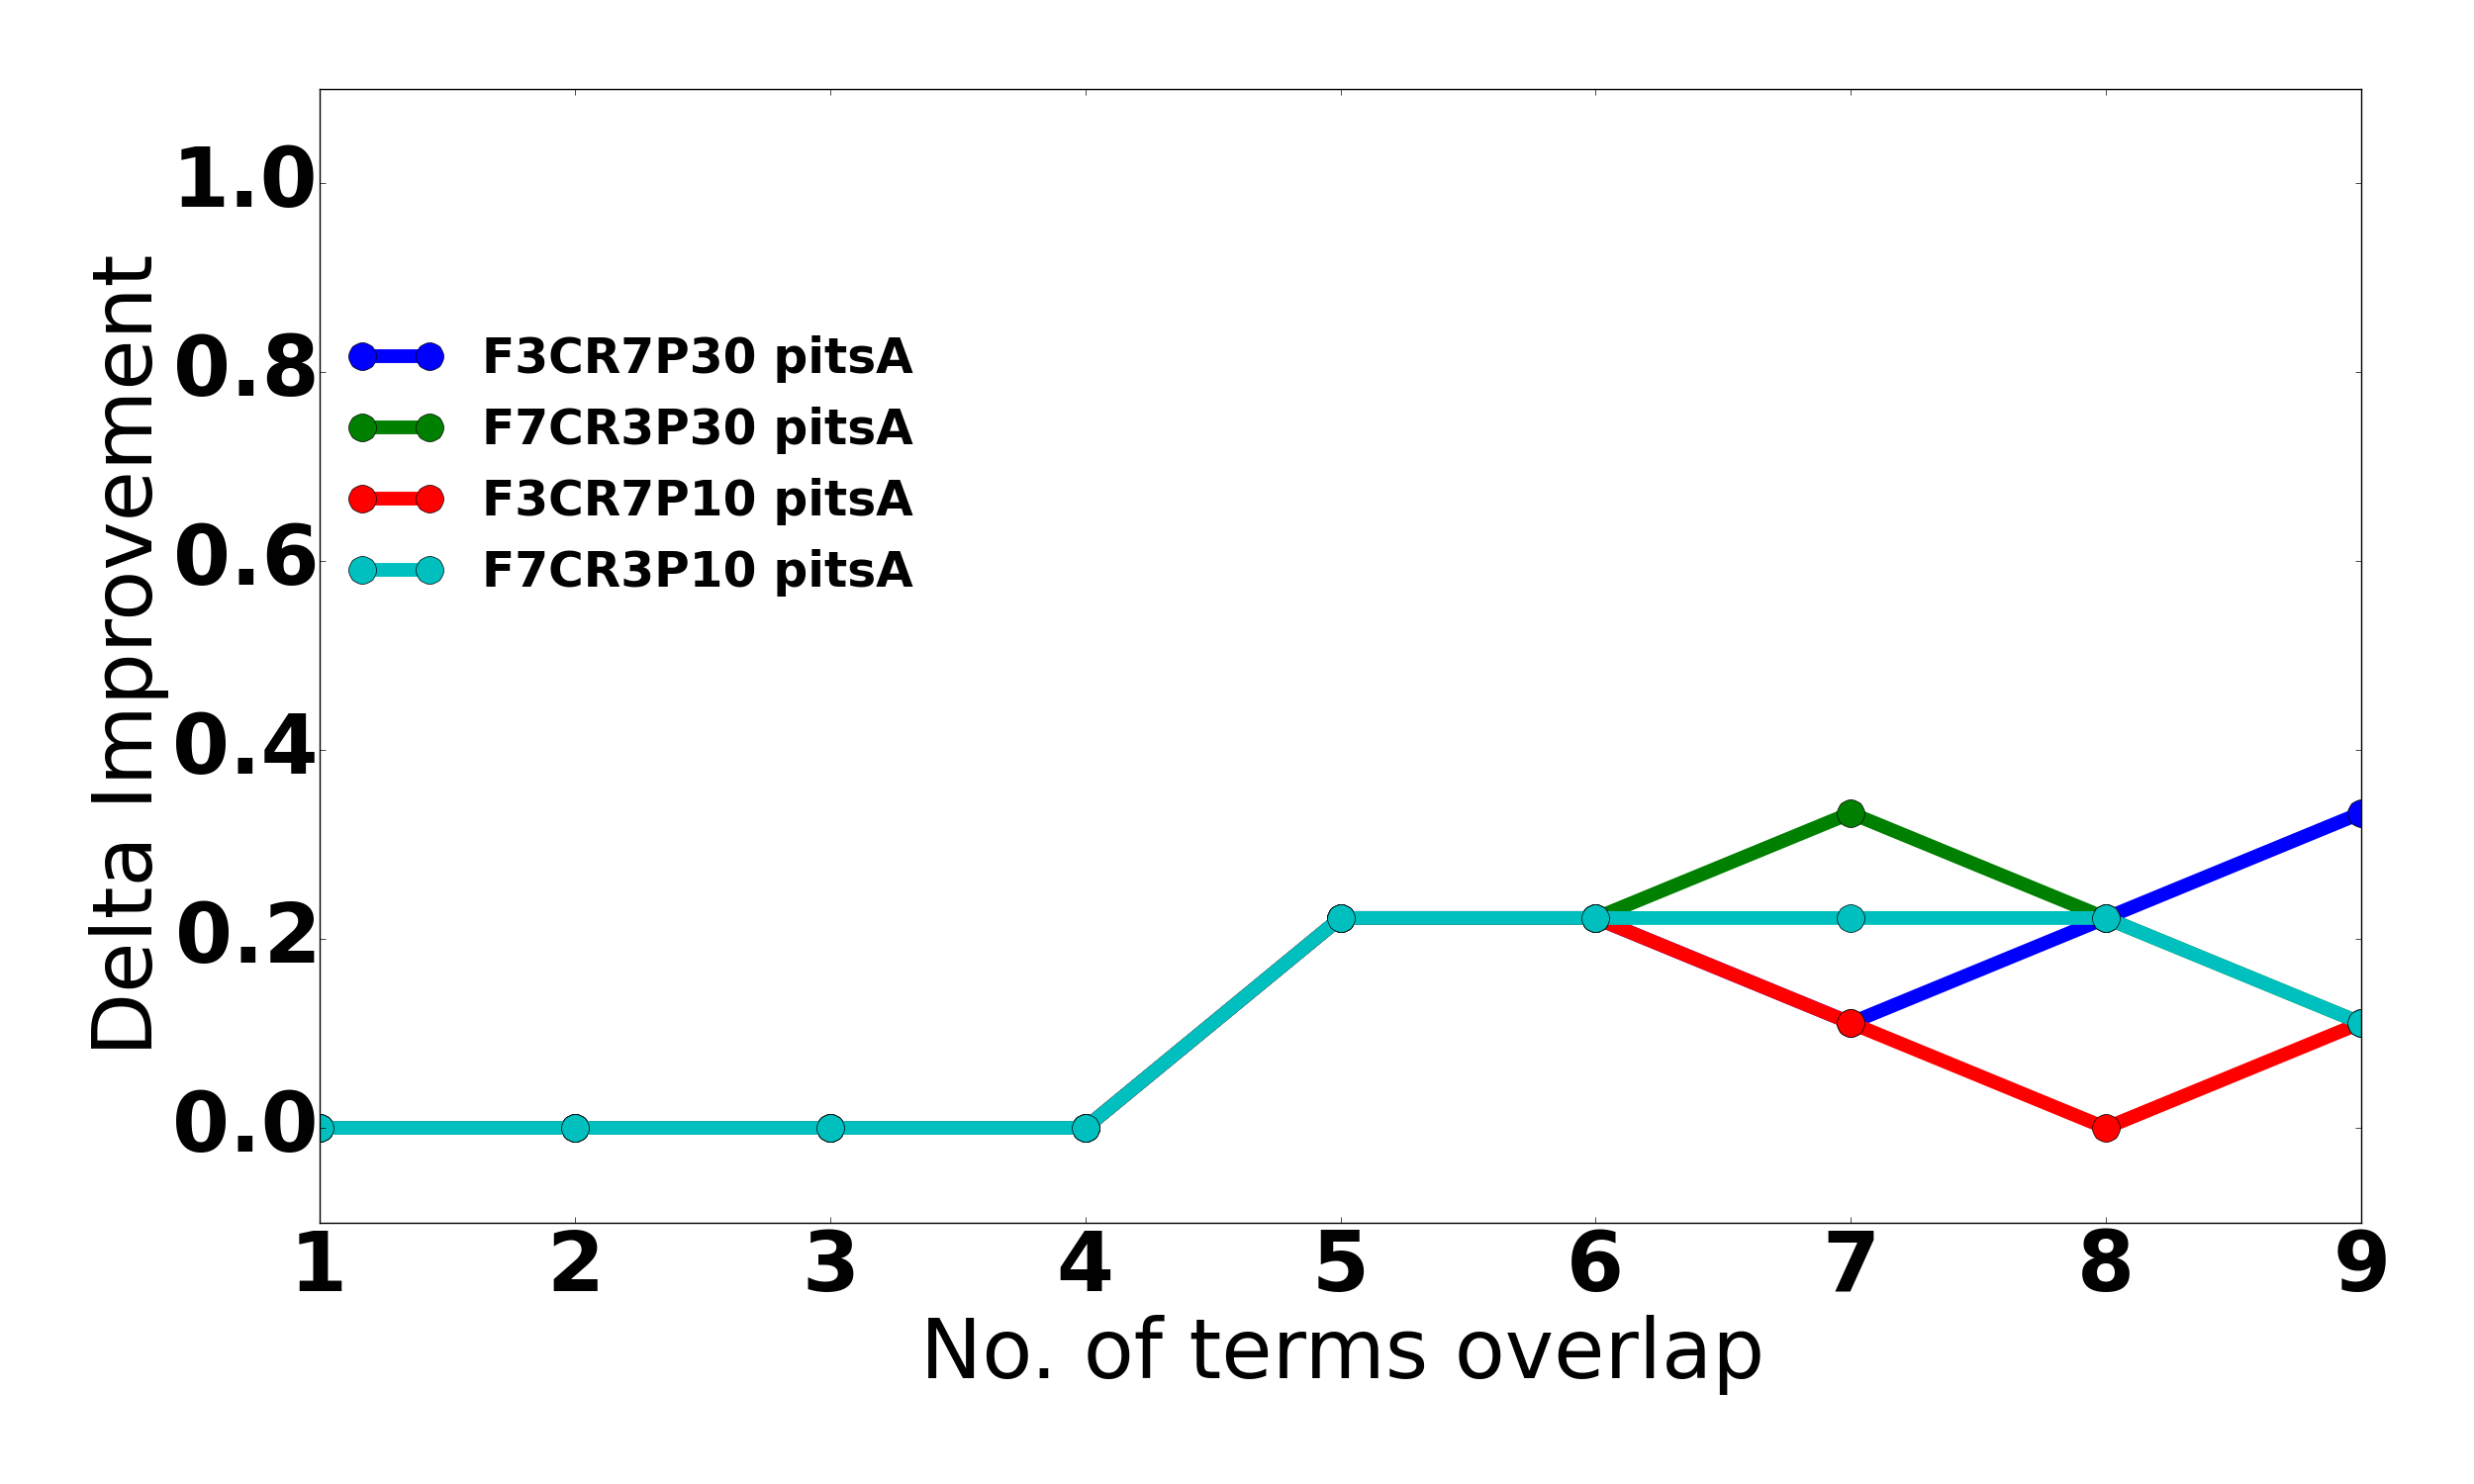 1.0
0.8
0.6
0.4
0.2
0.0
Delta Improvement
F3CR7P30 pitsA
F7CR3P30 pitsA
F3CR7P10 pitsA
F7CR3P10 pitsA
1 2 3 4 5 6 7 8 9
No. of terms overlap